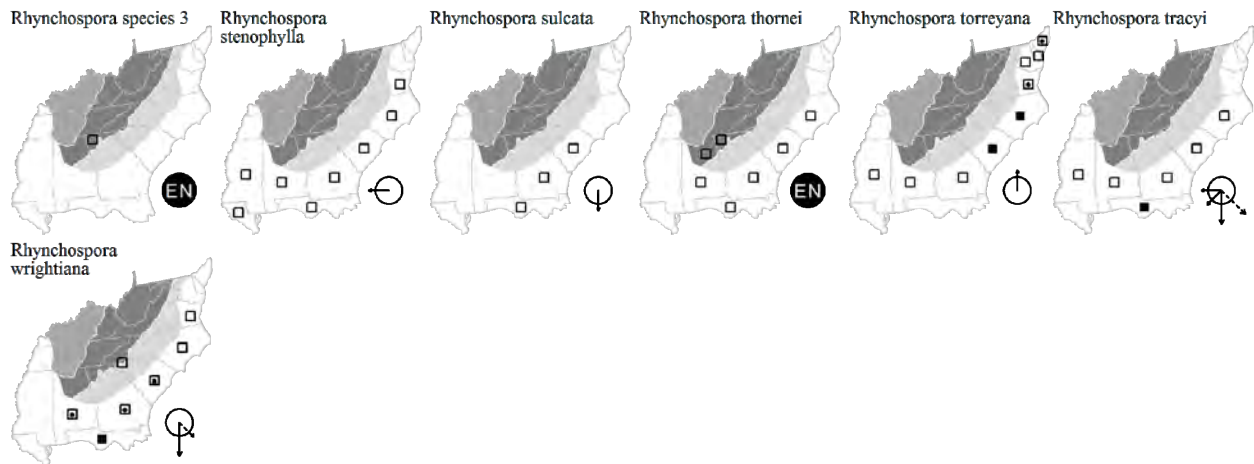 Rhynchospora species 3
Rhynchospora
stenophylla
Rhynchospora sulcata
Rhynchospora thornei
Rhynchospora torreyana
Rhynchospora tracyi
EN
EN
Rhynchospora
wrightiana